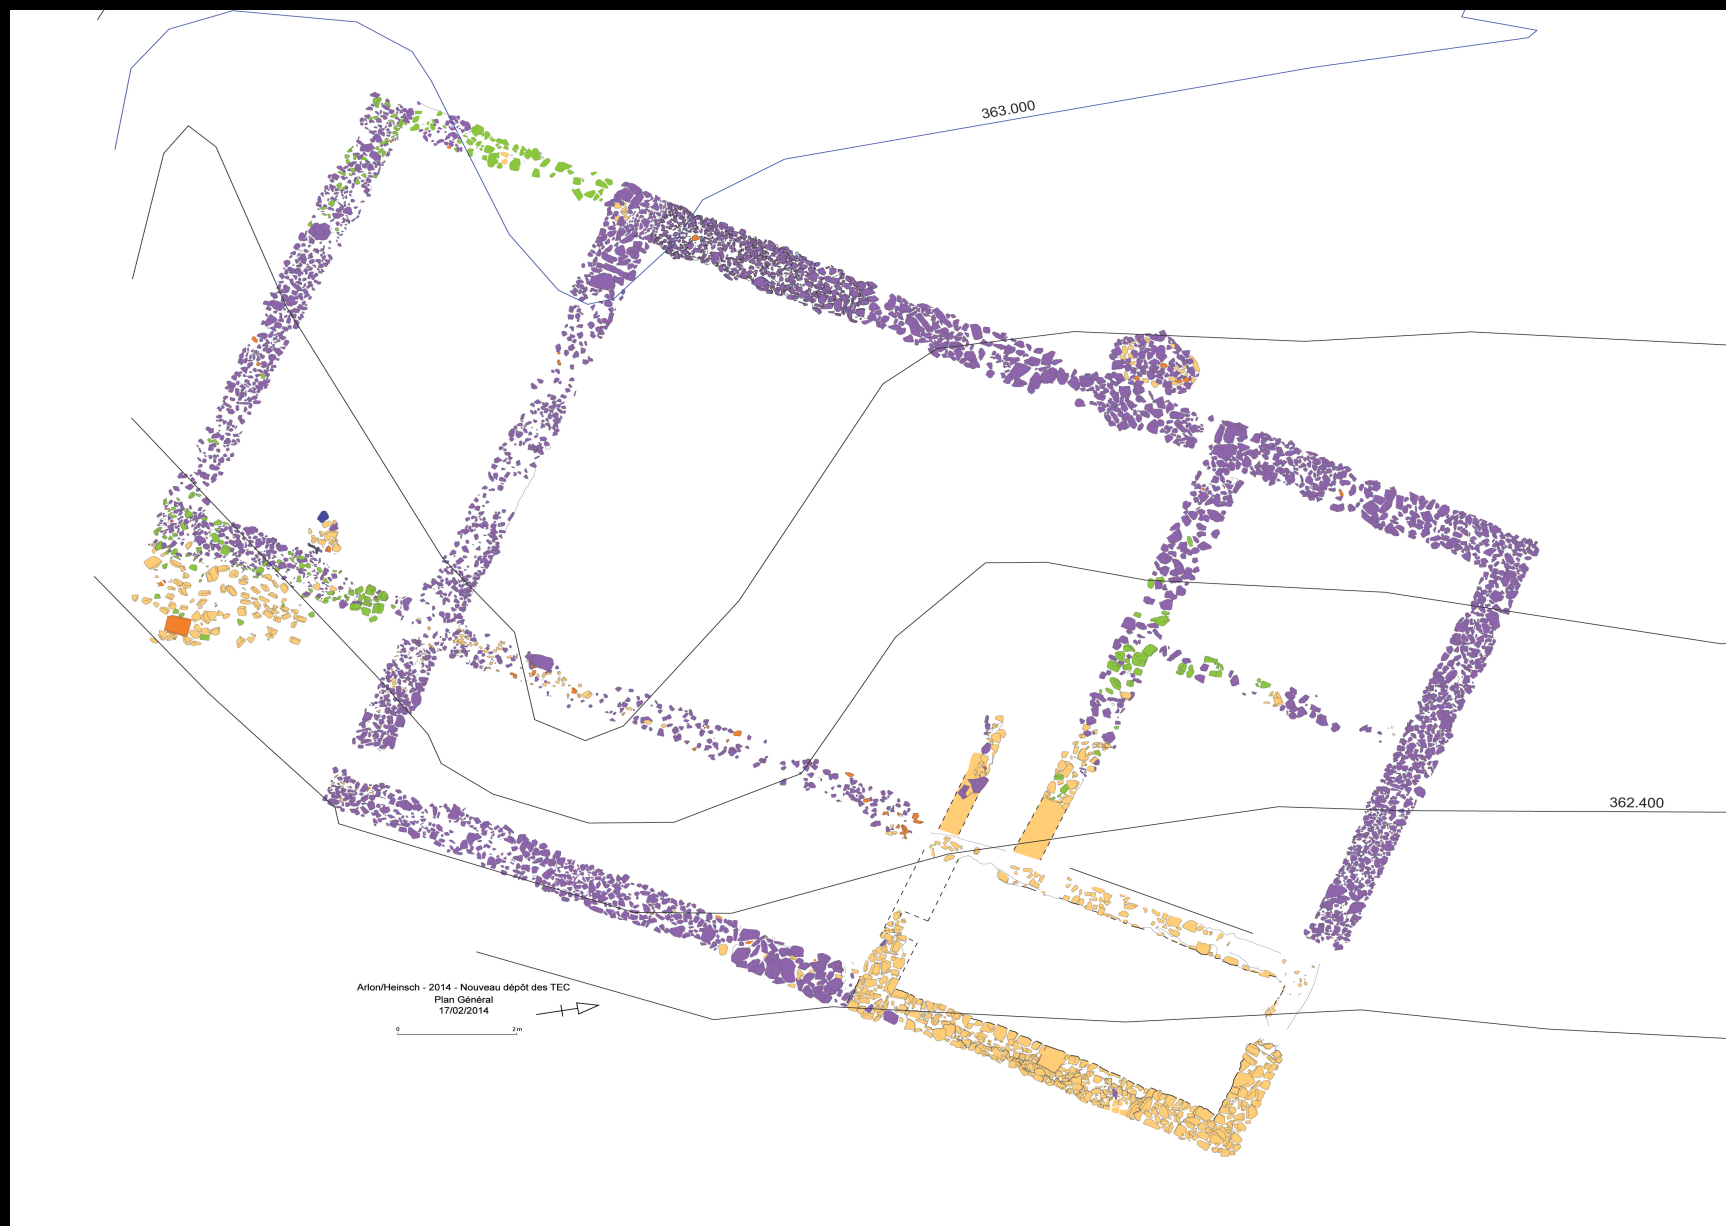 363.000
362.400
Arlon/Heinsch - 2014 - Nouveau dépôt des TEC
Plan Général
17/02/2014
0 2 m